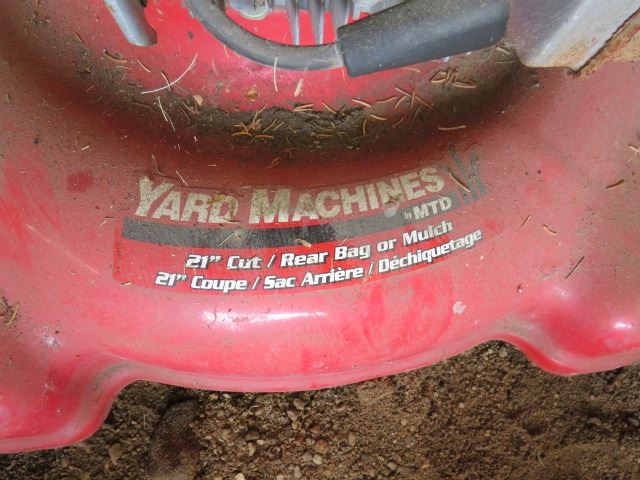 YARD MACHINES
by MTD
21" CUT / REAR BAG OR MULCH
21" COUPE / SAC ARRIÈRE / DÉCHIQUETAGE